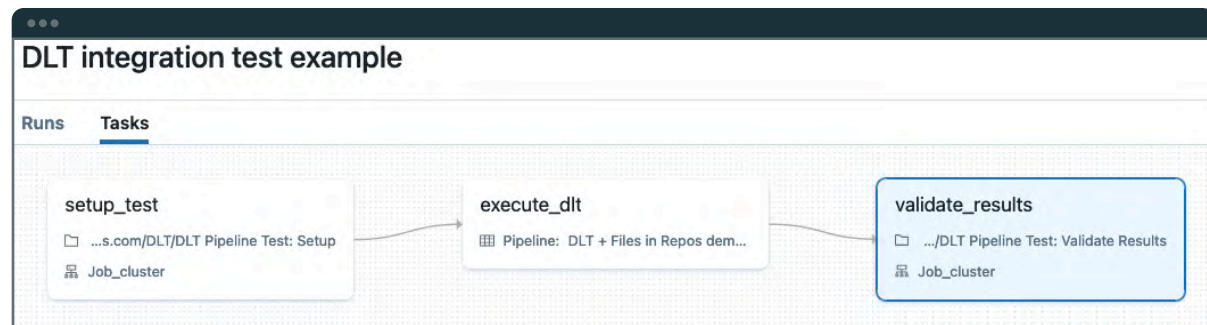 DLT integration test example
Runs Tasks
setup_test
...s.com/DLT/DLT Pipeline Test: Setup
Job_cluster
execute_dlt
Pipeline: DLT + Files in Repos dem...
validate_results
.../DLT Pipeline Test: Validate Results
Job_cluster